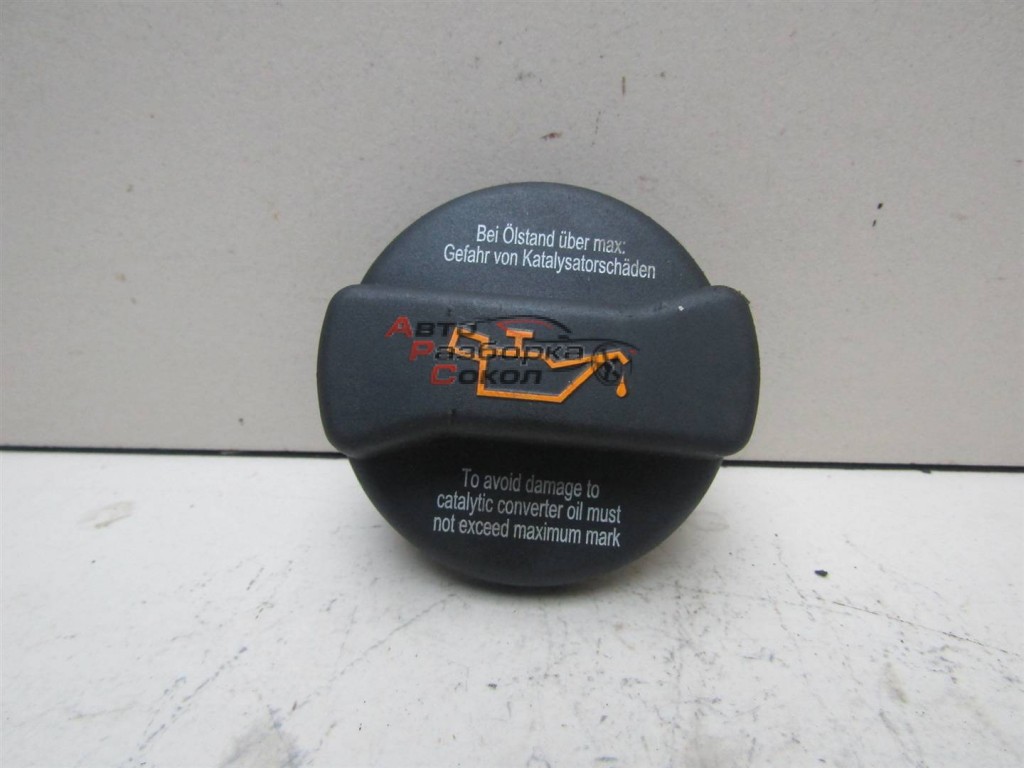 Bei Ölstand über max:
Gefahr von Katalysatorschäden
Авто
Разборка
Сокол
To avoid damage to
catalytic converter oil must
not exceed maximum mark